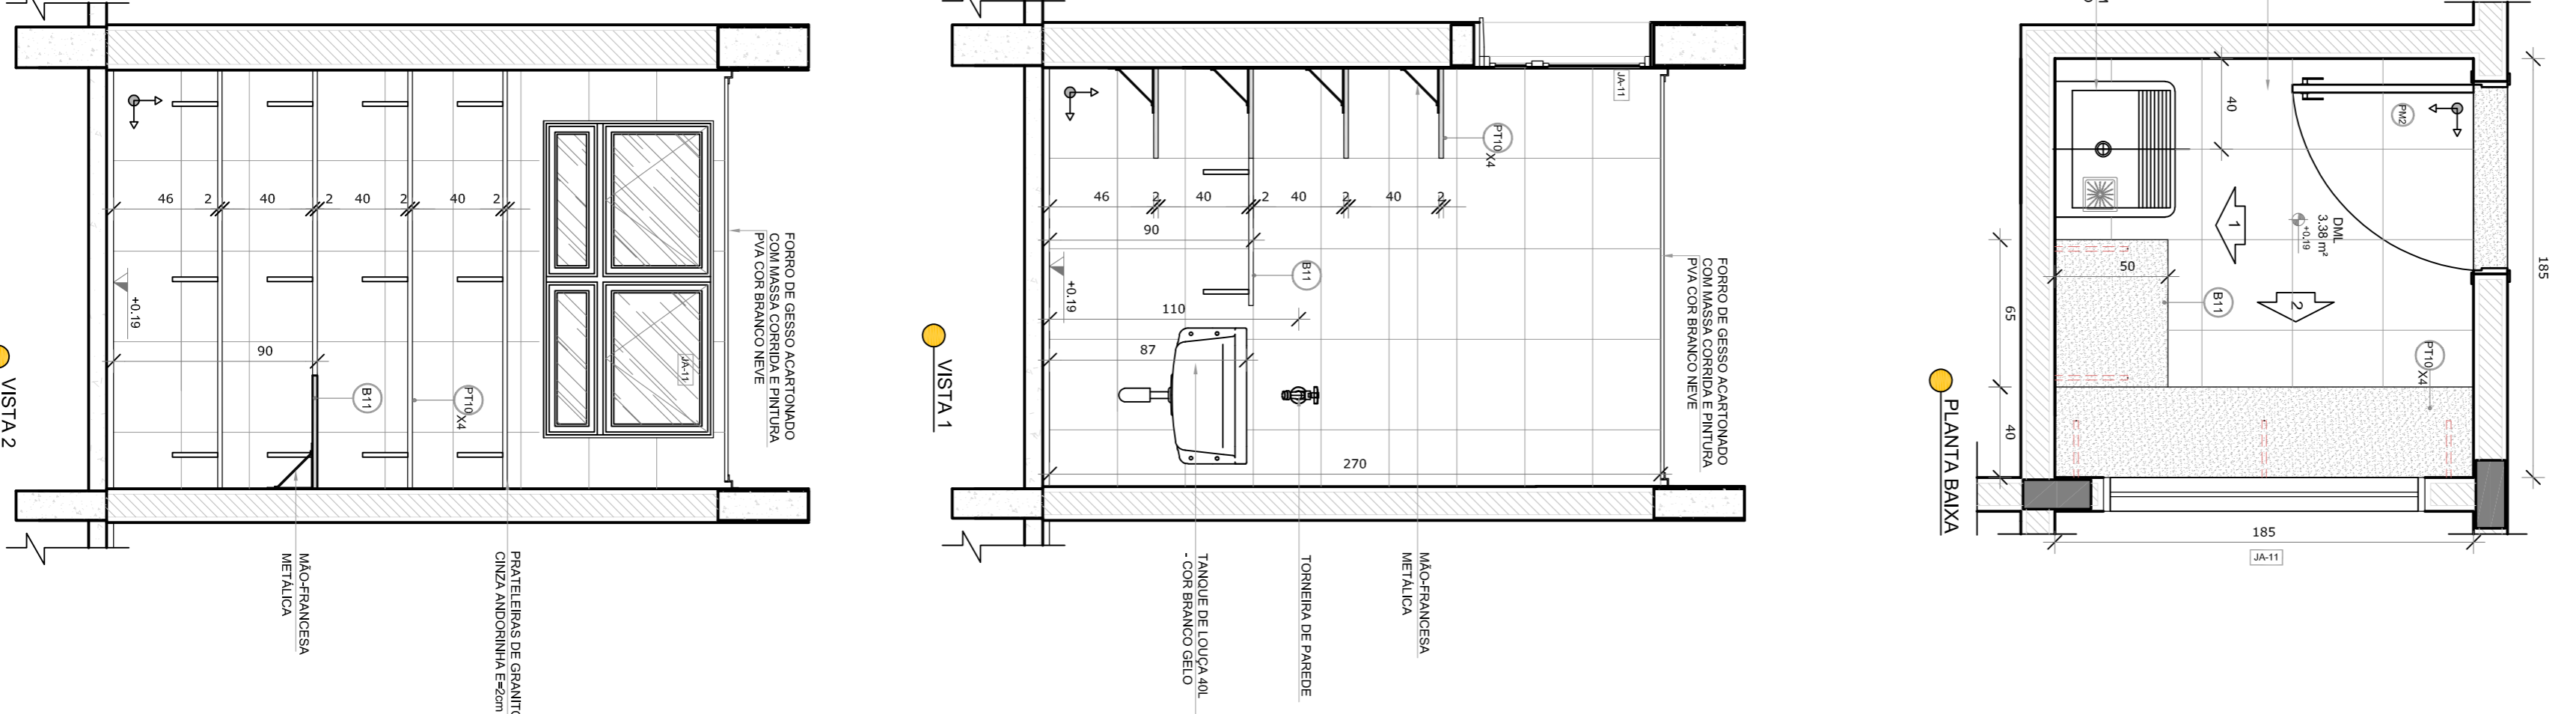 FORRO DE GESSO ACARTONADO
COM MASSA CORRIDA E PINTURA
PVA COR BRANCO NEVE
46
2
40
2
40
2
40
2
+0.19
90
B11
PT10
X4
JA-11
MÃO-FRANCESA
METÁLICA
PRATELEIRAS DE GRANITO
CINZA ANDORINHA E=2cm
VISTA 2
JA-11
PT10
X4
46
2
40
2
40
2
40
2
90
B11
+0.19
110
87
270
FORRO DE GESSO ACARTONADO
COM MASSA CORRIDA E PINTURA
PVA COR BRANCO NEVE
MÃO-FRANCESA
METÁLICA
TORNEIRA DE PAREDE
TANQUE DE LOUÇA 40L
- COR BRANCO GELO
VISTA 1
40
PM2
185
1
DML
3.38 m²
+0.19
50
B11
2
65
PT10
X4
40
185
JA-11
PLANTA BAIXA